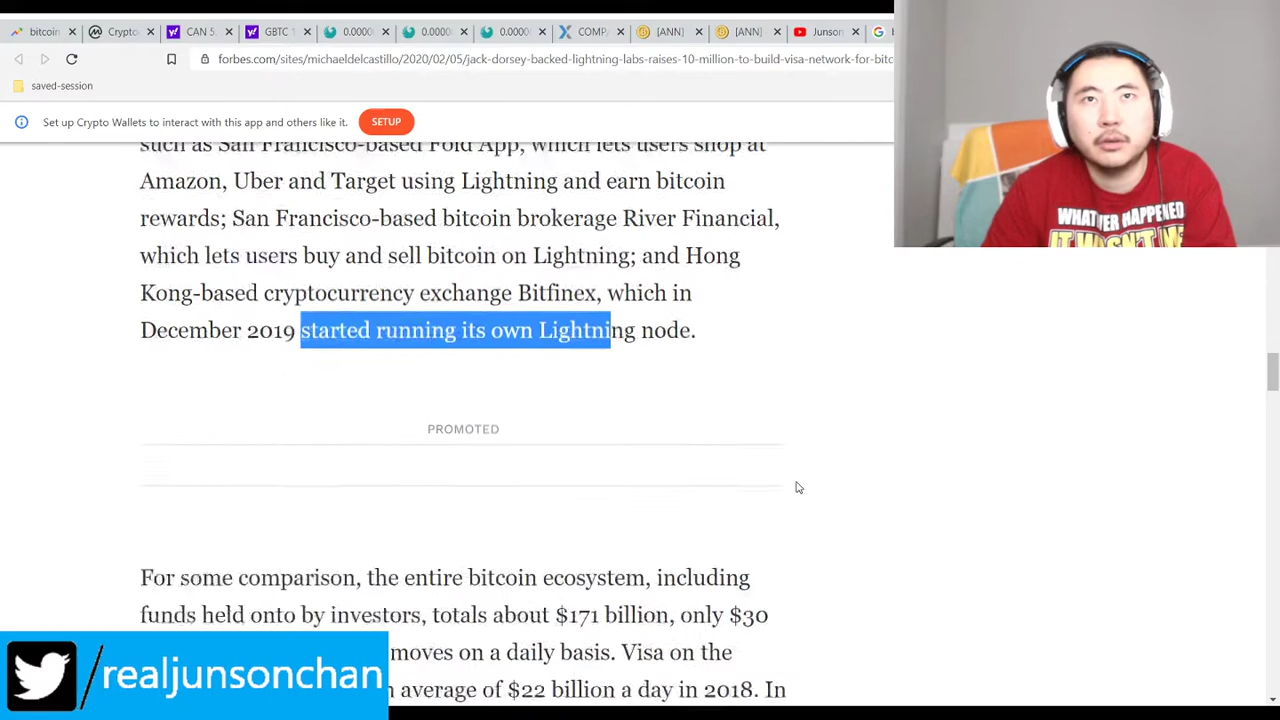 bitcoin
Crypto
CAN 5.
GBTC 1
0.0000
0.0000
0.0000
COMP
[ANN]
[ANN]
Junson
forbes.com/sites/michaeldelcastillo/2020/02/05/jack-dorsey-backed-lightning-labs-raises-10-million-to-build-visa-network-for-bitc
saved-session
Set up Crypto Wallets to interact with this app and others like it.
SETUP
such as San Francisco-based Fold App, which lets users shop at
Amazon, Uber and Target using Lightning and earn bitcoin
rewards; San Francisco-based bitcoin brokerage River Financial,
which lets users buy and sell bitcoin on Lightning; and Hong
Kong-based cryptocurrency exchange Bitfinex, which in
December 2019 started running its own Lightning node.
PROMOTED
For some comparison, the entire bitcoin ecosystem, including
funds held onto by investors, totals about $171 billion, only $30
moves on a daily basis. Visa on the
average of $22 billion a day in 2018. In
/realjunsonchan
WHATEVER HAPPENED
IT WASN'T ME